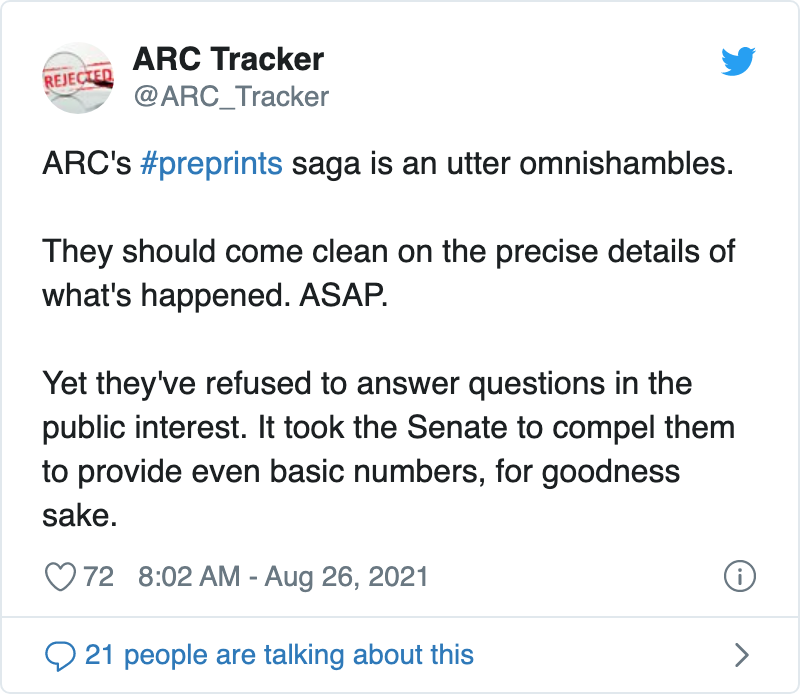 REJECTED
ARC Tracker
@ARC_Tracker
ARC's #preprints saga is an utter omnishambles.
They should come clean on the precise details of
what's happened. ASAP.
Yet they've refused to answer questions in the
public interest. It took the Senate to compel them
to provide even basic numbers, for goodness
sake.
72 8:02 AM - Aug 26, 2021
21 people are talking about this